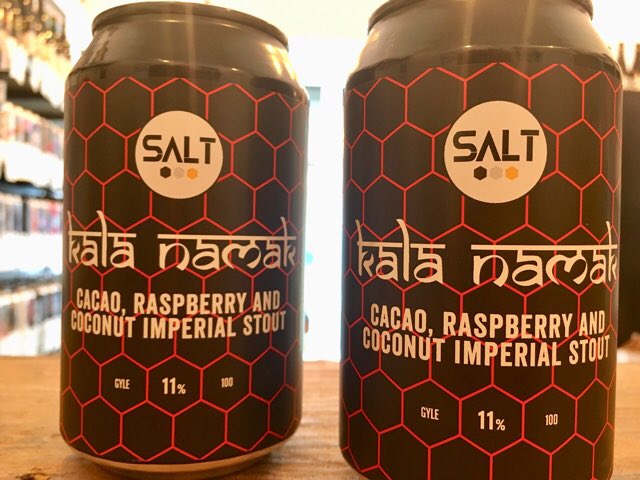 SALT
kala namak
CACAO, RASPBERRY AND
COCONUT IMPERIAL STOUT
GYLE 11% 100
SALT
kala namak
CACAO, RASPBERRY AND
COCONUT IMPERIAL STOUT
GYLE 11% 100